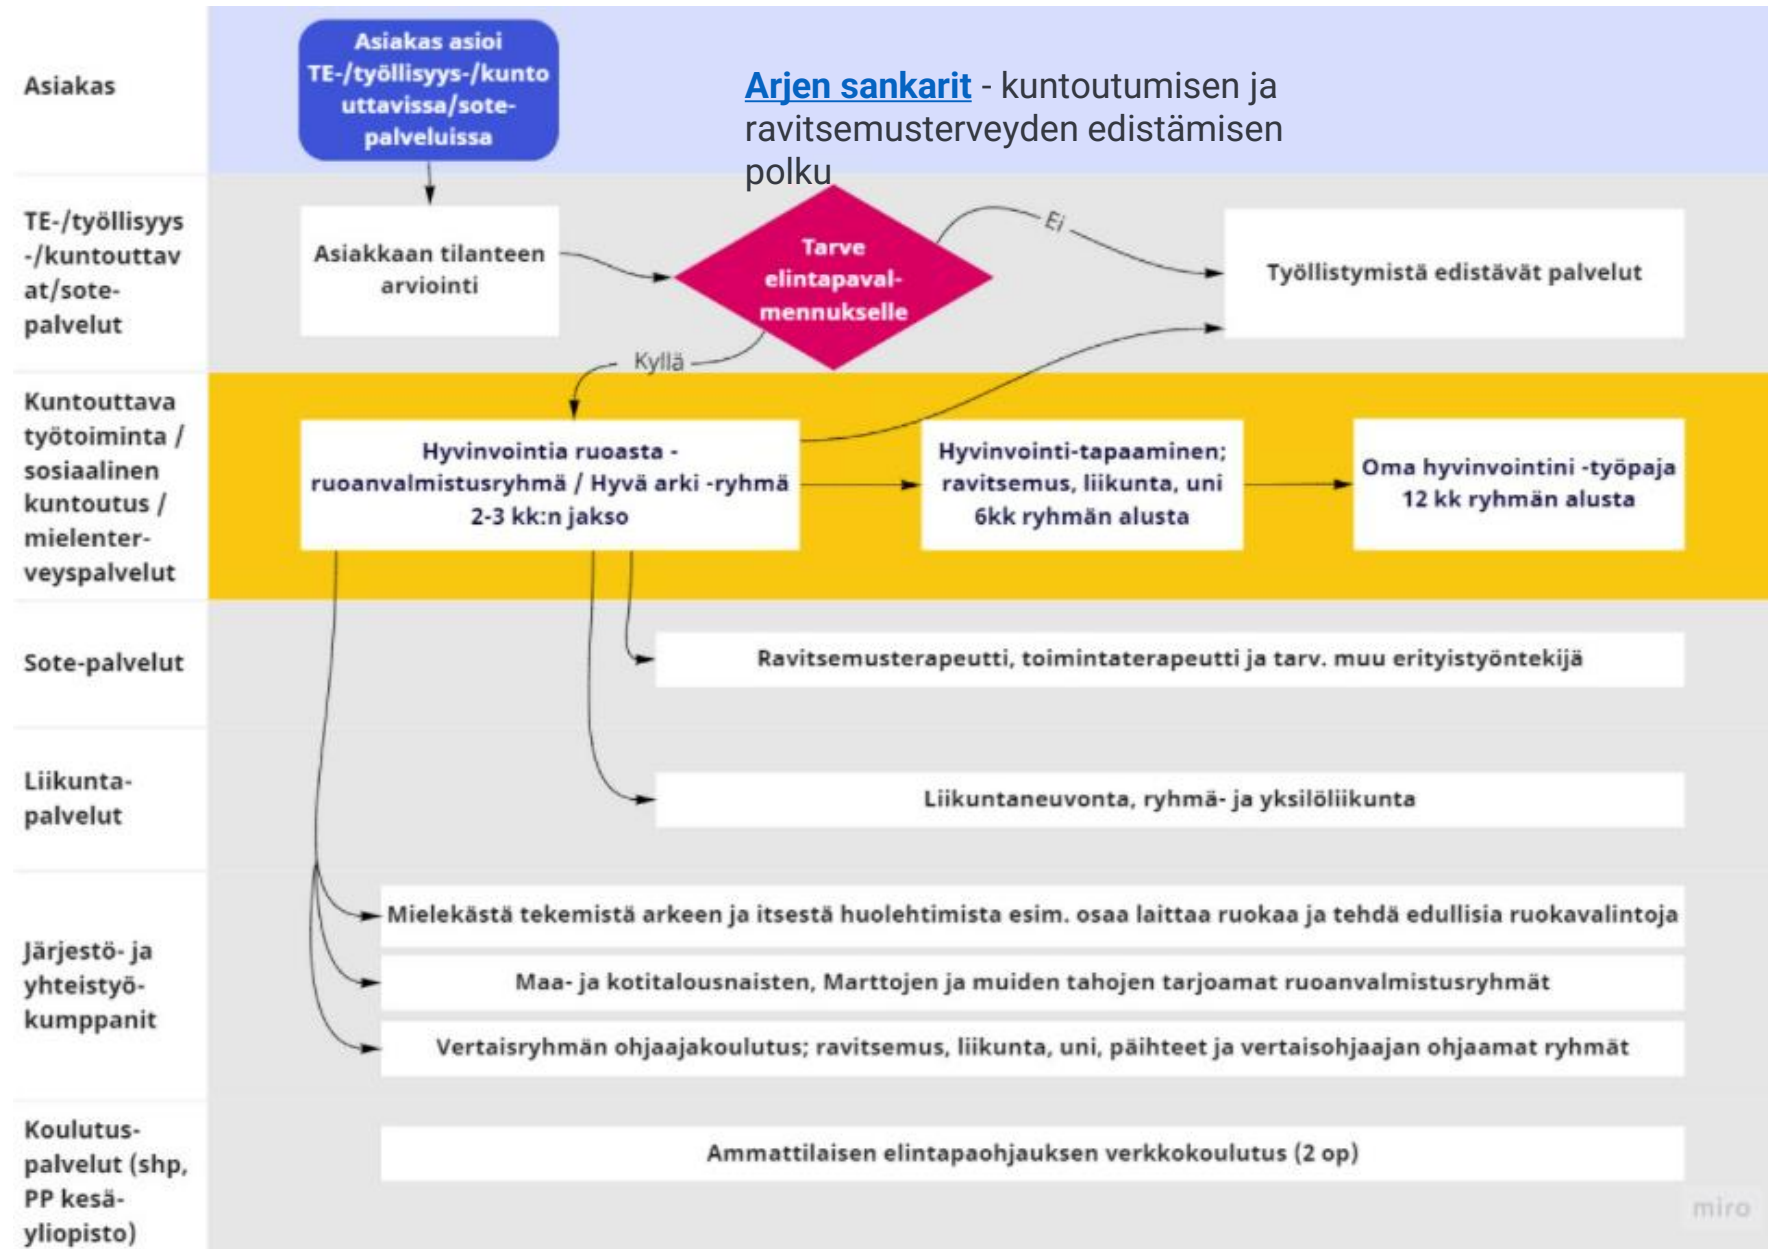 Asiakas
Asiakas asioi
TE-/työllisyys-/kunto
uttavissa/sote-
palveluissa
Arjen sankarit - kuntoutumisen ja
ravitsemusterveyden edistämisen
polku
TE-/työllisyys
-/kuntouttav
at/sote-
palvelut
Asiakkaan tilanteen
arviointi
Tarve
elintapaval-
mennukselle
Ei
Työllistymistä edistävät palvelut
Kyllä
Kuntouttava
työtoiminta /
sosiaalinen
kuntoutus /
mielenter-
veyspalvelut
Hyvinvointia ruoasta -
ruoanvalmistusryhmä / Hyvä arki -ryhmä
2-3 kk:n jakso
Hyvinvointi-tapaaminen;
ravitsemus, liikunta, uni
6kk ryhmän alusta
Oma hyvinvointini -työpaja
12 kk ryhmän alusta
Sote-palvelut
Ravitsemusterapeutti, toimintaterapeutti ja tarv. muu erityistyöntekijä
Liikunta-
palvelut
Liikuntaneuvonta, ryhmä- ja yksilöliikunta
Järjestö- ja
yhteistyö-
kumppanit
Mielekästä tekemistä arkeen ja itsestä huolehtimista esim. osaa laittaa ruokaa ja tehdä edullisia ruokavalintoja
Maa- ja kotitalousnaisten, Marttojen ja muiden tahojen tarjoamat ruoanvalmistusryhmät
Vertaisryhmän ohjaajakoulutus; ravitsemus, liikunta, uni, päihteet ja vertaisohjaajan ohjaamat ryhmät
Koulutus-
palvelut (shp,
PP kesä-
yliopisto)
Ammattilaisen elintapaohjauksen verkkokoulutus (2 op)
miro